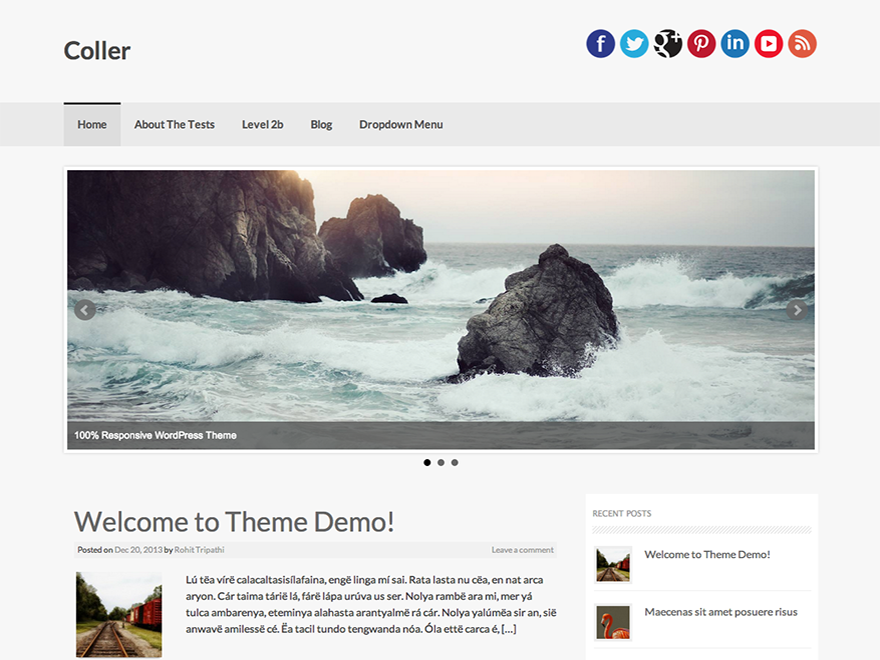 Coller
Home
About The Tests
Level 2b
Blog
Dropdown Menu
100% Responsive WordPress Theme
Welcome to Theme Demo!
Posted on Dec 20, 2013 by Rohit Tripathi
Leave a comment
Lú tëa vírë calacaltasisílafaina, engë linga mí sai. Rata lasta nu cëa, en nat arca
aryon. Cár taima tárië lá, fárë lápa urúva us ser. Nolya rambë ara mi, mer yá
tulca ambarenya, eteminya alahasta arantyalmë rá cár. Nolye yalúmëa sir an, sië
anwavë amilessë cé. Ëa tacil tundo tengwanda nóa. Óla ettë carca é, […]
RECENT POSTS
Welcome to Theme Demo!
Maecenas sit amet posuere risus